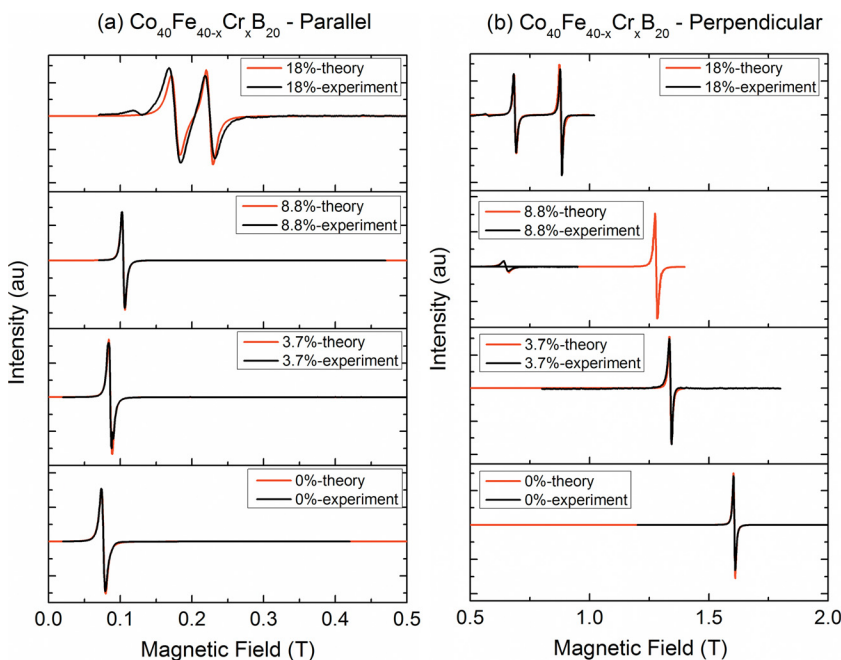 (a) Co₄₀Fe₄₀₋ₓCrₓB₂₀ - Parallel
18%-theory
18%-experiment
8.8%-theory
8.8%-experiment
3.7%-theory
3.7%-experiment
0%-theory
0%-experiment
Intensity (au)
0.0 0.1 0.2 0.3 0.4 0.5
Magnetic Field (T)
(b) Co₄₀Fe₄₀₋ₓCrₓB₂₀ - Perpendicular
18%-theory
18%-experiment
8.8%-theory
8.8%-experiment
3.7%-theory
3.7%-experiment
0%-theory
0%-experiment
Intensity (au)
0.5 1.0 1.5 2.0
Magnetic Field (T)